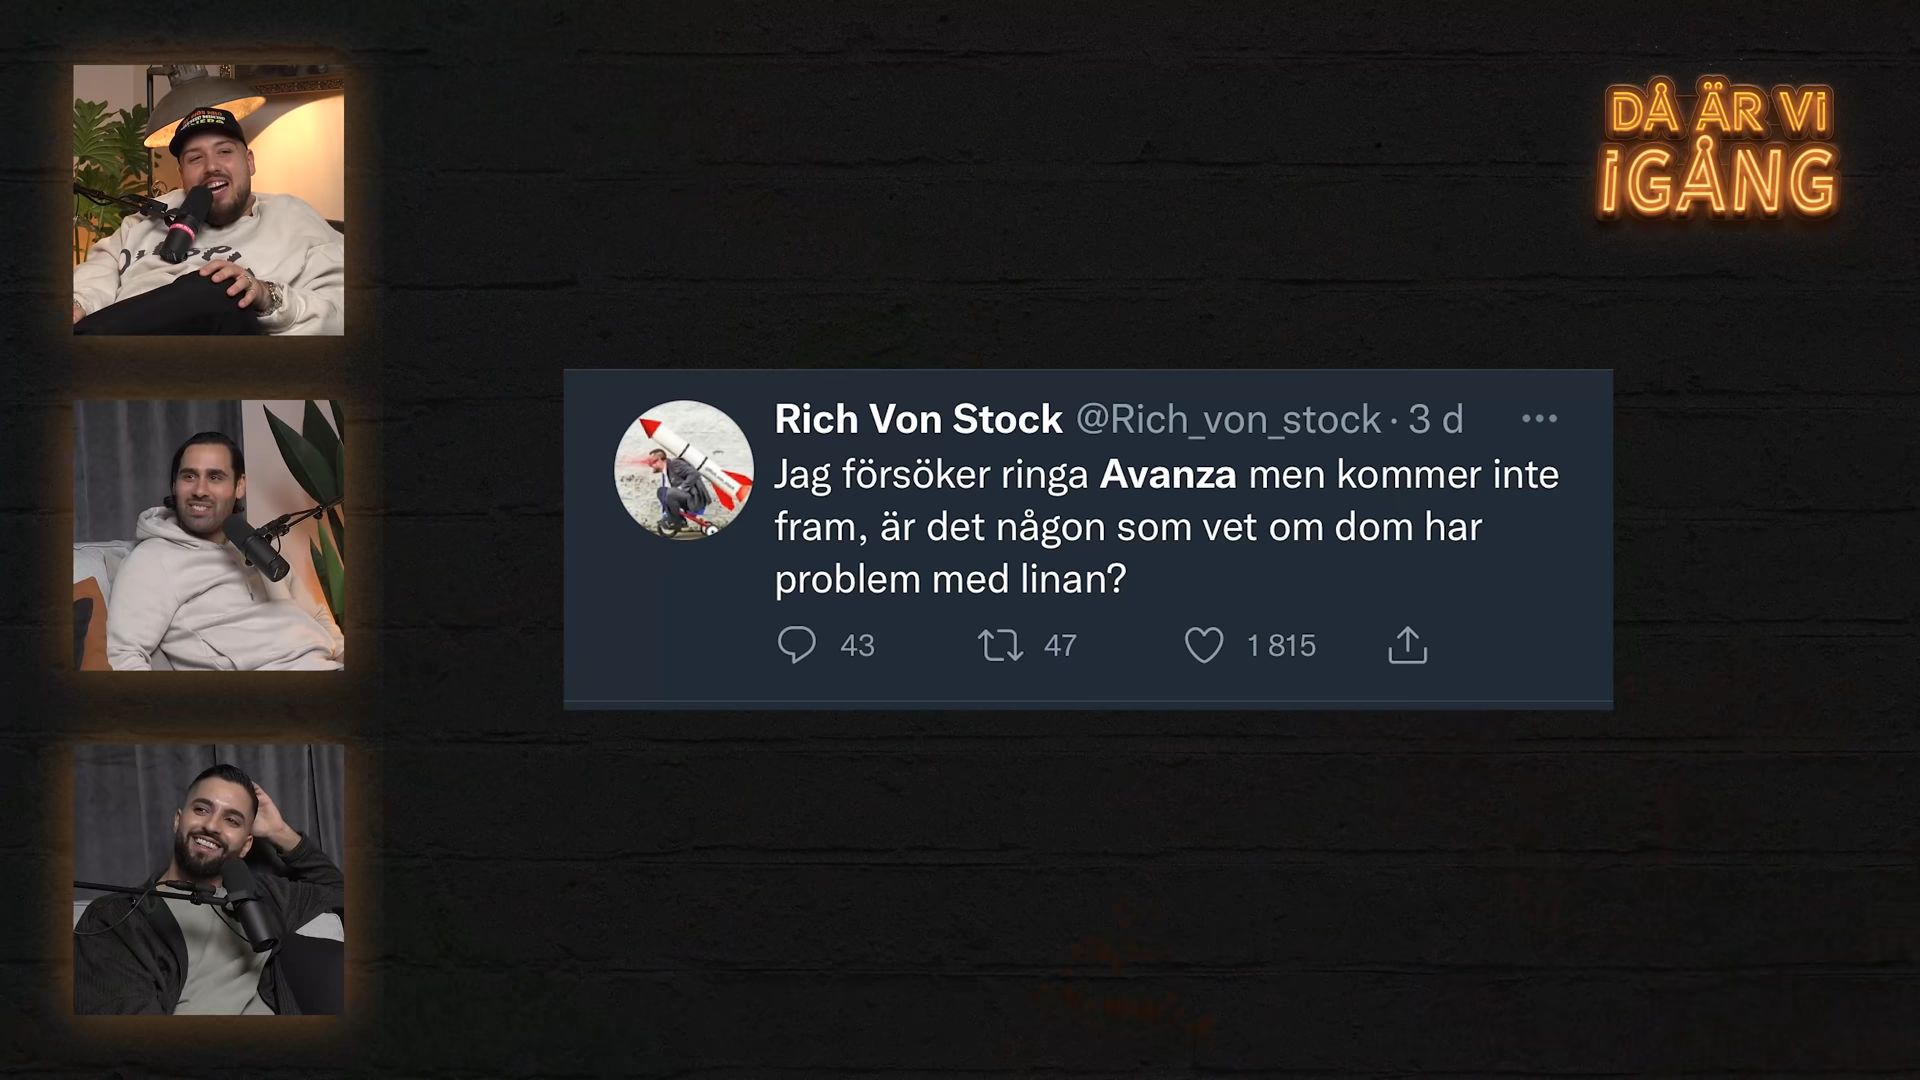 DÅ ÄR VI
IGÅNG
Rich Von Stock @Rich_von_stock · 3 d
Jag försöker ringa Avanza men kommer inte
fram, är det någon som vet om dom har
problem med linan?
43 47 1 815